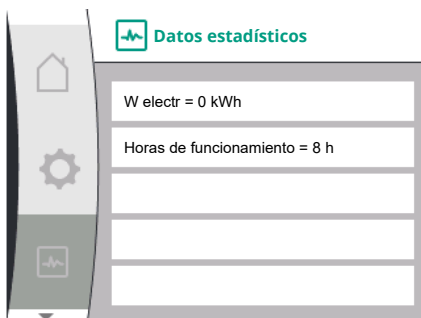 Datos estadísticos
W electr = 0 kWh
Horas de funcionamiento = 8 h